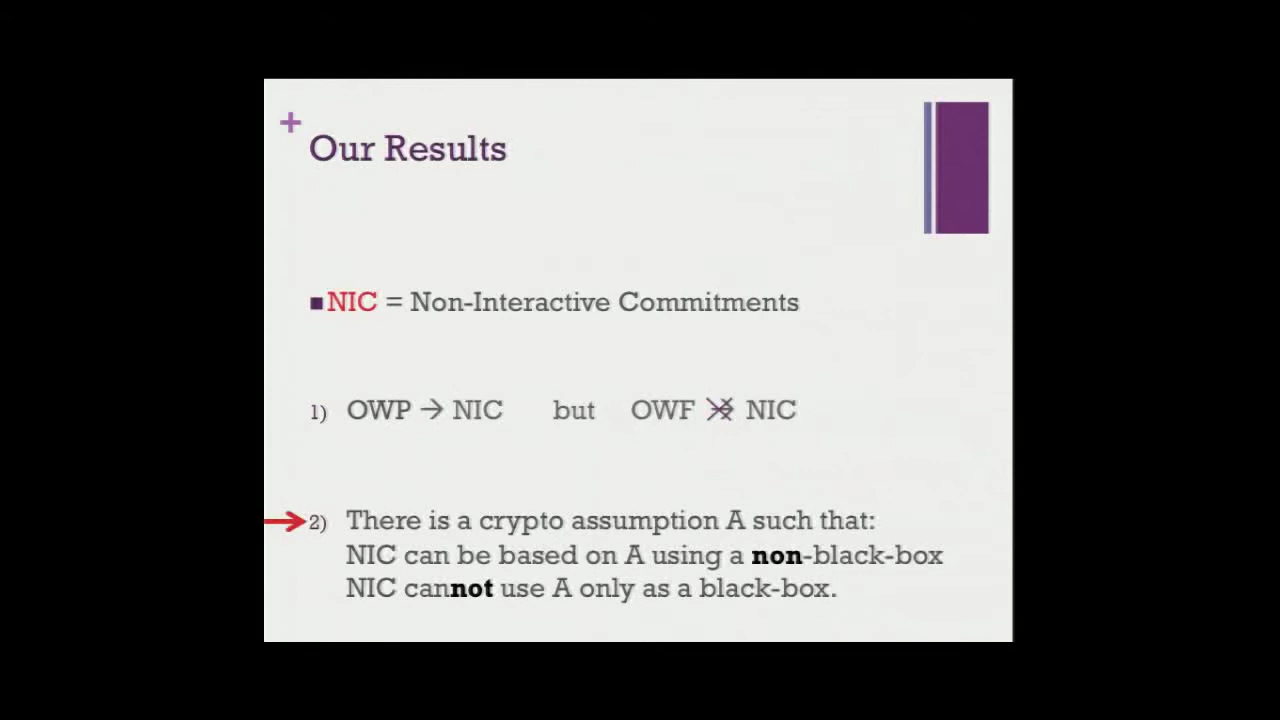 +
Our Results
■ NIC = Non-Interactive Commitments
1) OWP → NIC but OWF NIC
2) There is a crypto assumption A such that:
NIC can be based on A using a non-black-box
NIC cannot use A only as a black-box.